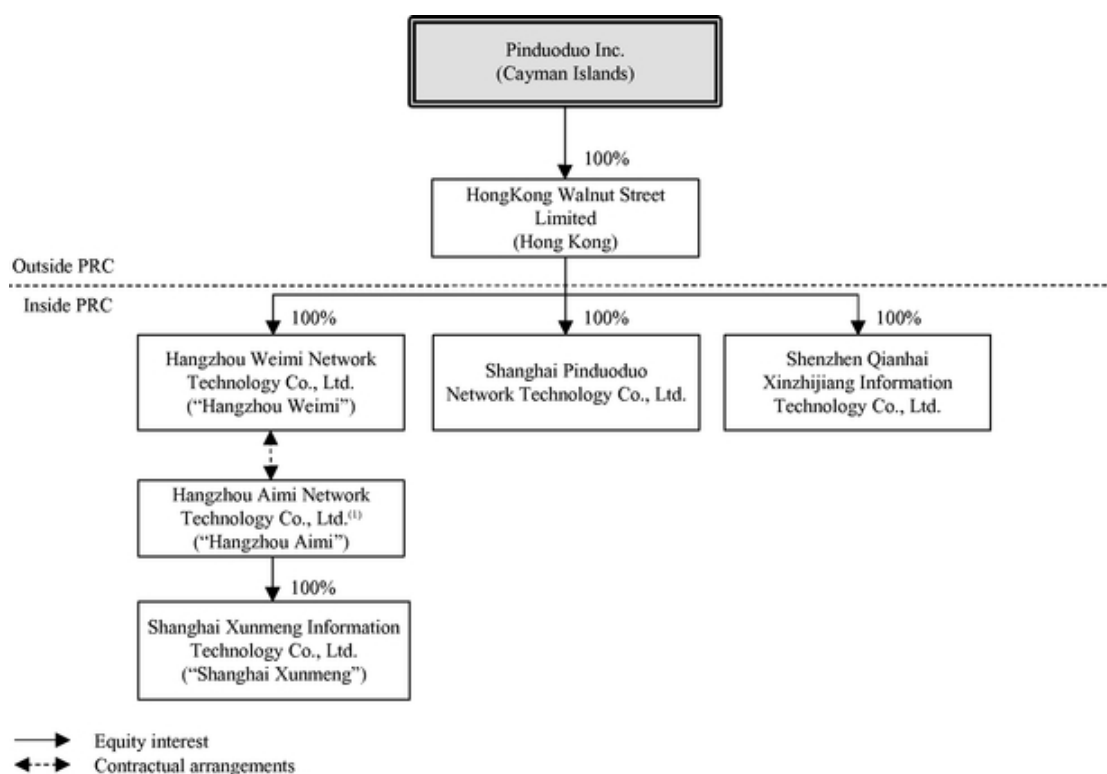 Pinduoduo Inc.
(Cayman Islands)
100%
HongKong Walnut Street
Limited
(Hong Kong)
Outside PRC
Inside PRC
100%
100%
100%
Hangzhou Weimi Network
Technology Co., Ltd.
(“Hangzhou Weimi”)
Shanghai Pinduoduo
Network Technology Co., Ltd.
Shenzhen Qianhai
Xinzhijiang Information
Technology Co., Ltd.
Hangzhou Aimi Network
Technology Co., Ltd.(1)
(“Hangzhou Aimi”)
100%
Shanghai Xunmeng Information
Technology Co., Ltd.
(“Shanghai Xunmeng”)
Equity interest
Contractual arrangements